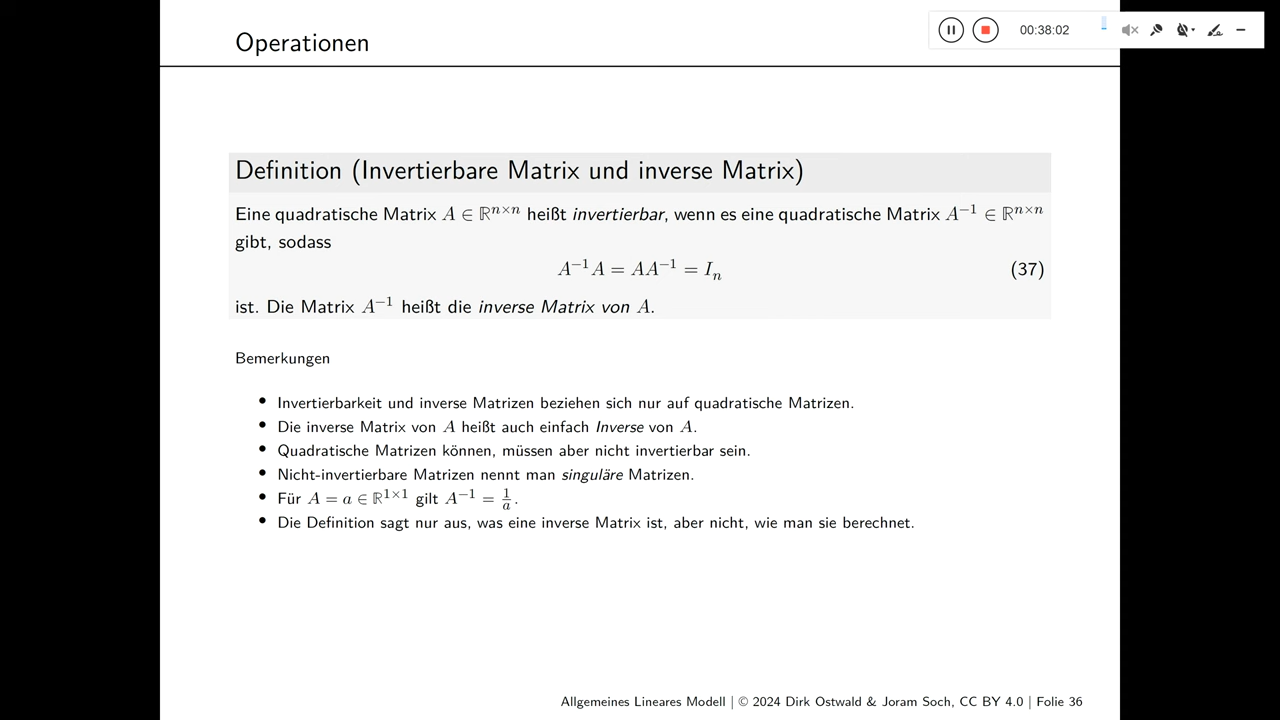 Operationen
00:38:02
Definition (Invertierbare Matrix und inverse Matrix)
Eine quadratische Matrix A ∈ ℝⁿˣⁿ heißt invertierbar, wenn es eine quadratische Matrix A⁻¹ ∈ ℝⁿˣⁿ
gibt, sodass
A⁻¹A = AA⁻¹ = Iₙ (37)
ist. Die Matrix A⁻¹ heißt die inverse Matrix von A.
Bemerkungen
• Invertierbarkeit und inverse Matrizen beziehen sich nur auf quadratische Matrizen.
• Die inverse Matrix von A heißt auch einfach Inverse von A.
• Quadratische Matrizen können, müssen aber nicht invertierbar sein.
• Nicht-invertierbare Matrizen nennt man singuläre Matrizen.
• Für A = a ∈ ℝ¹ˣ¹ gilt A⁻¹ = 1/a.
• Die Definition sagt nur aus, was eine inverse Matrix ist, aber nicht, wie man sie berechnet.
Allgemeines Lineares Modell | © 2024 Dirk Ostwald & Joram Soch, CC BY 4.0 | Folie 36